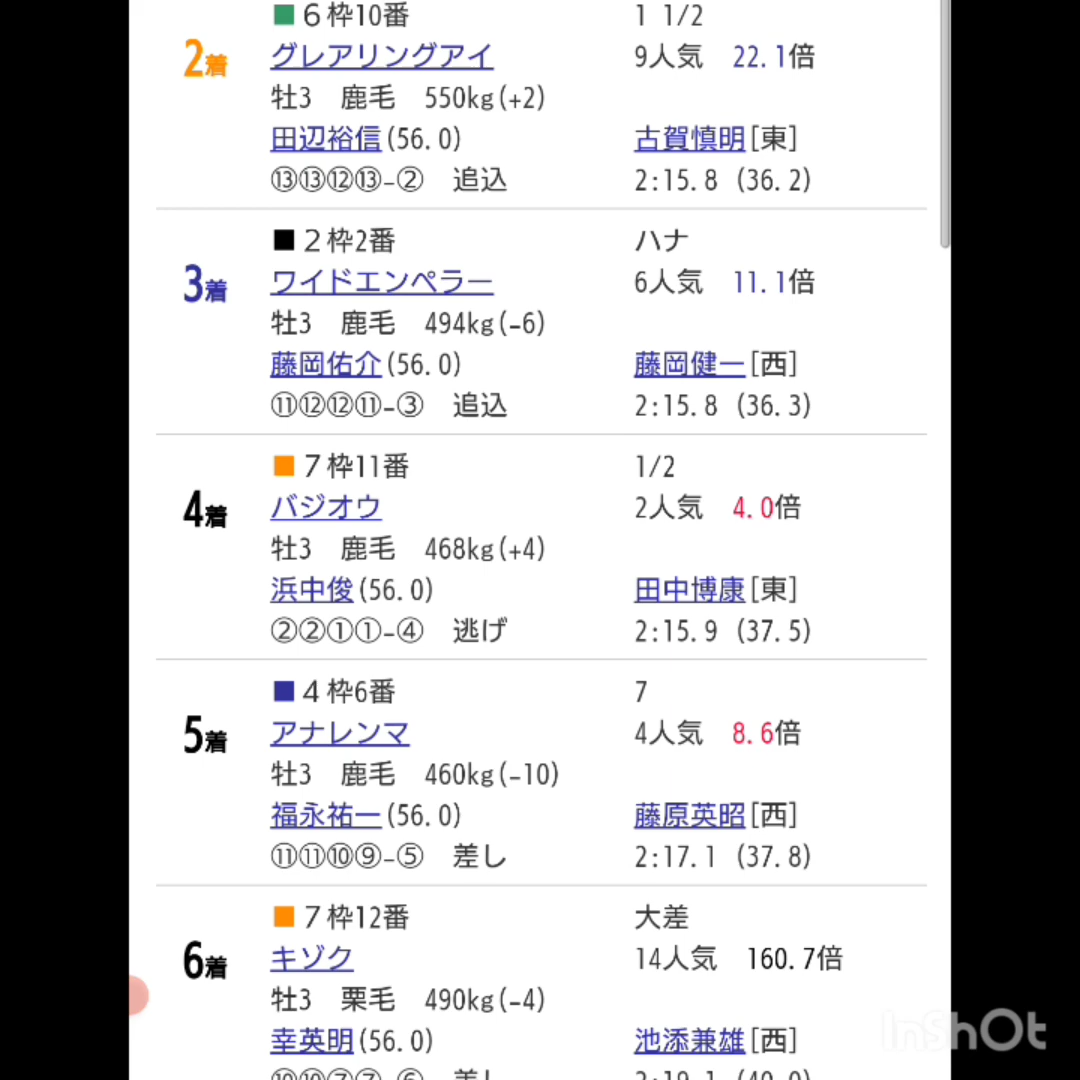 ６枠10番 1 1/2
2着 グレアリングアイ 9人気 22.1倍
牡3 鹿毛 550kg(+2)
田辺裕信(56.0) 古賀慎明[東]
⑬⑬⑫⑬-② 追込 2:15.8 (36.2)
２枠2番 ハナ
3着 ワイドエンペラー 6人気 11.1倍
牡3 鹿毛 494kg(-6)
藤岡佑介(56.0) 藤岡健一[西]
⑪⑫⑫⑪-③ 追込 2:15.8 (36.3)
７枠11番 1/2
4着 バジオウ 2人気 4.0倍
牡3 鹿毛 468kg(+4)
浜中俊(56.0) 田中博康[東]
②②①①-④ 逃げ 2:15.9 (37.5)
４枠6番 7
5着 アナレンマ 4人気 8.6倍
牡3 鹿毛 460kg(-10)
福永祐一(56.0) 藤原英昭[西]
⑪⑪⑩⑨-⑤ 差し 2:17.1 (37.8)
７枠12番 大差
6着 キゾク 14人気 160.7倍
牡3 栗毛 490kg(-4)
幸英明(56.0) 池添兼雄[西]
InShOt